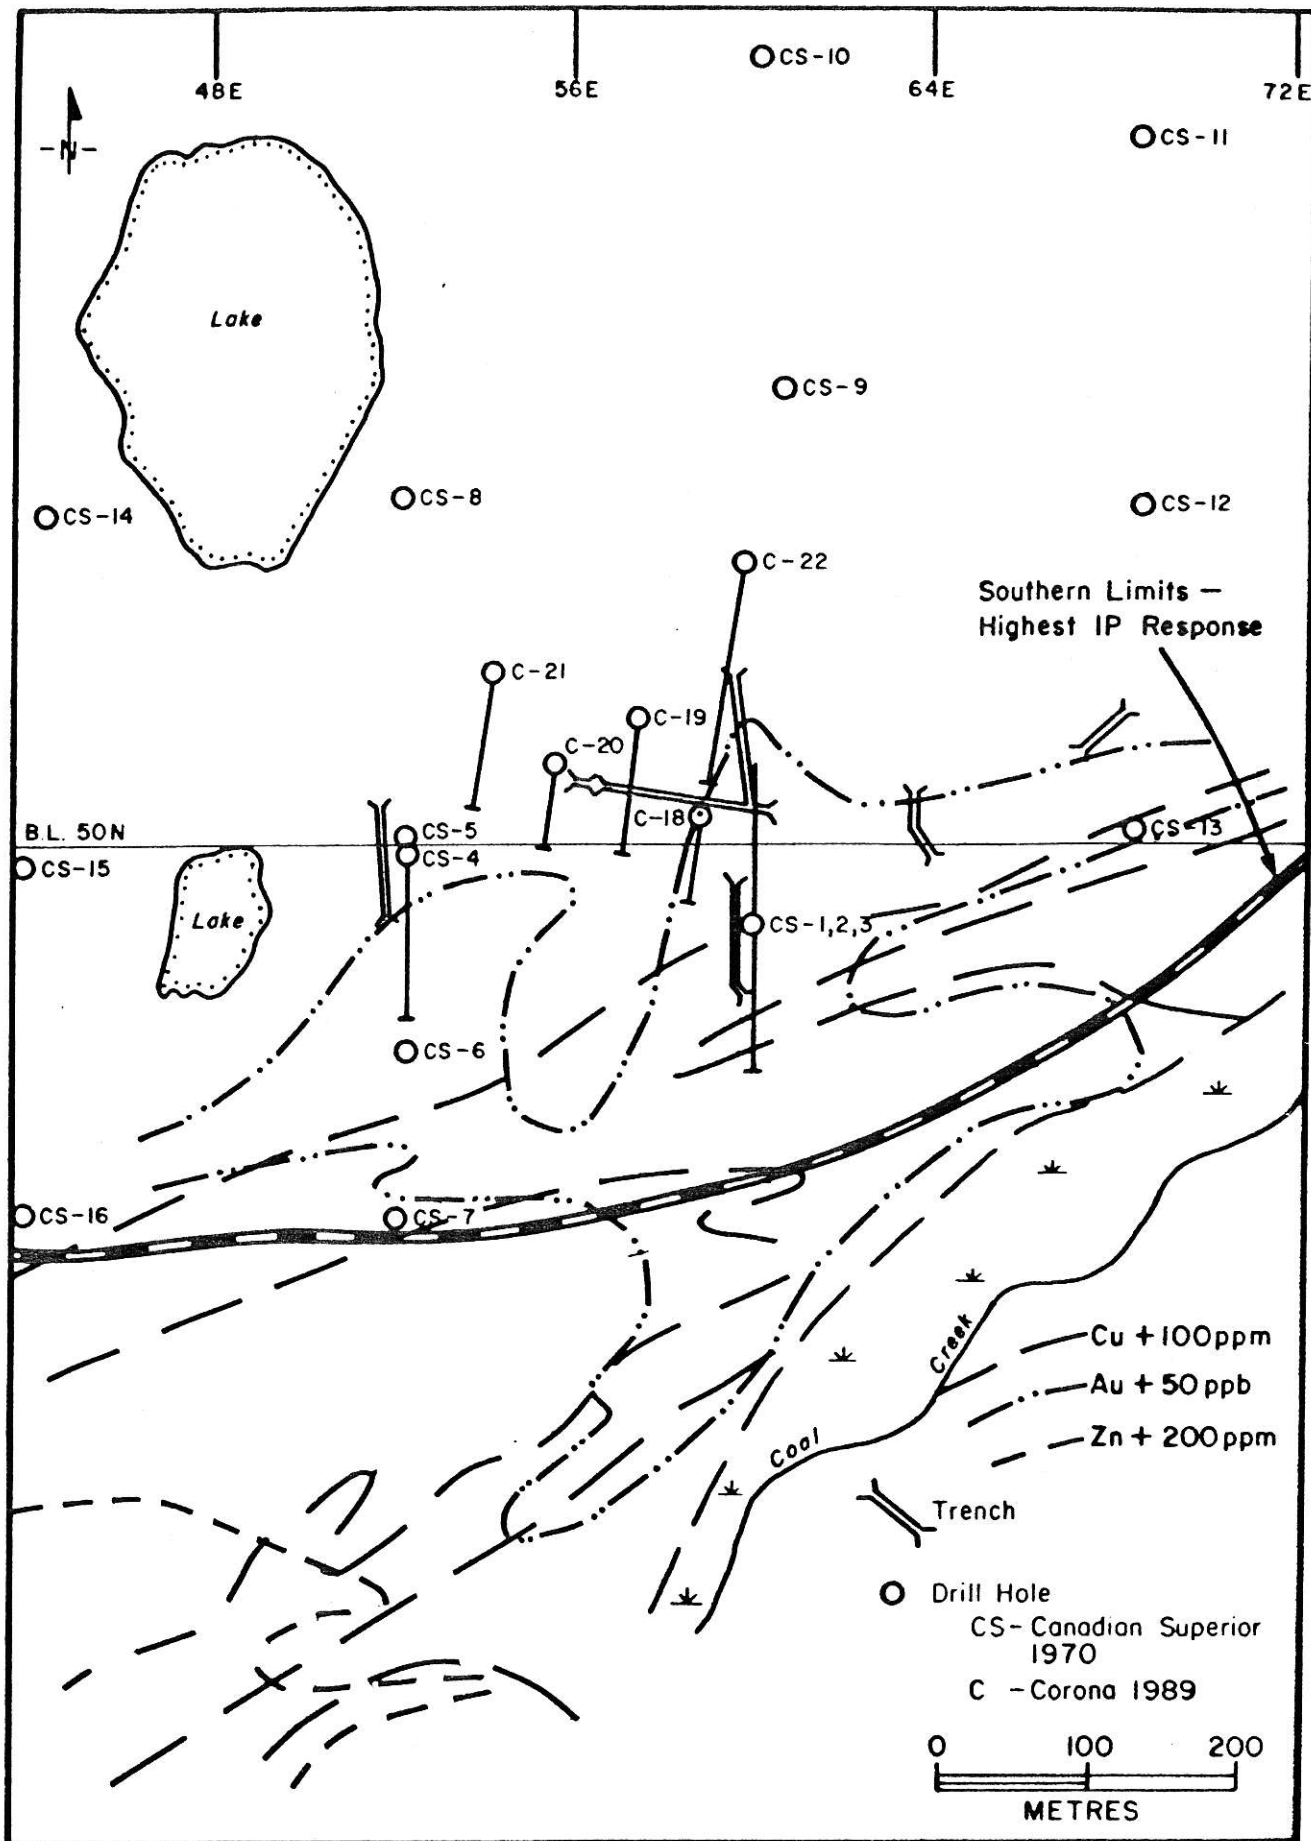 CS-10
48E
56E
64E
72E
-N-
CS-11
Lake
CS-9
CS-8
CS-14
CS-12
C-22
Southern Limits —
Highest IP Response
C-21
C-19
C-20
C-18
B.L. 50N
CS-5
CS-13
CS-4
CS-15
Lake
CS-1,2,3
CS-6
CS-16
CS-7
Creek
Cu + 100 ppm
Au + 50 ppb
Coal
Zn + 200 ppm
Trench
Drill Hole
CS- Canadian Superior
1970
C - Corona 1989
0 100 200
METRES